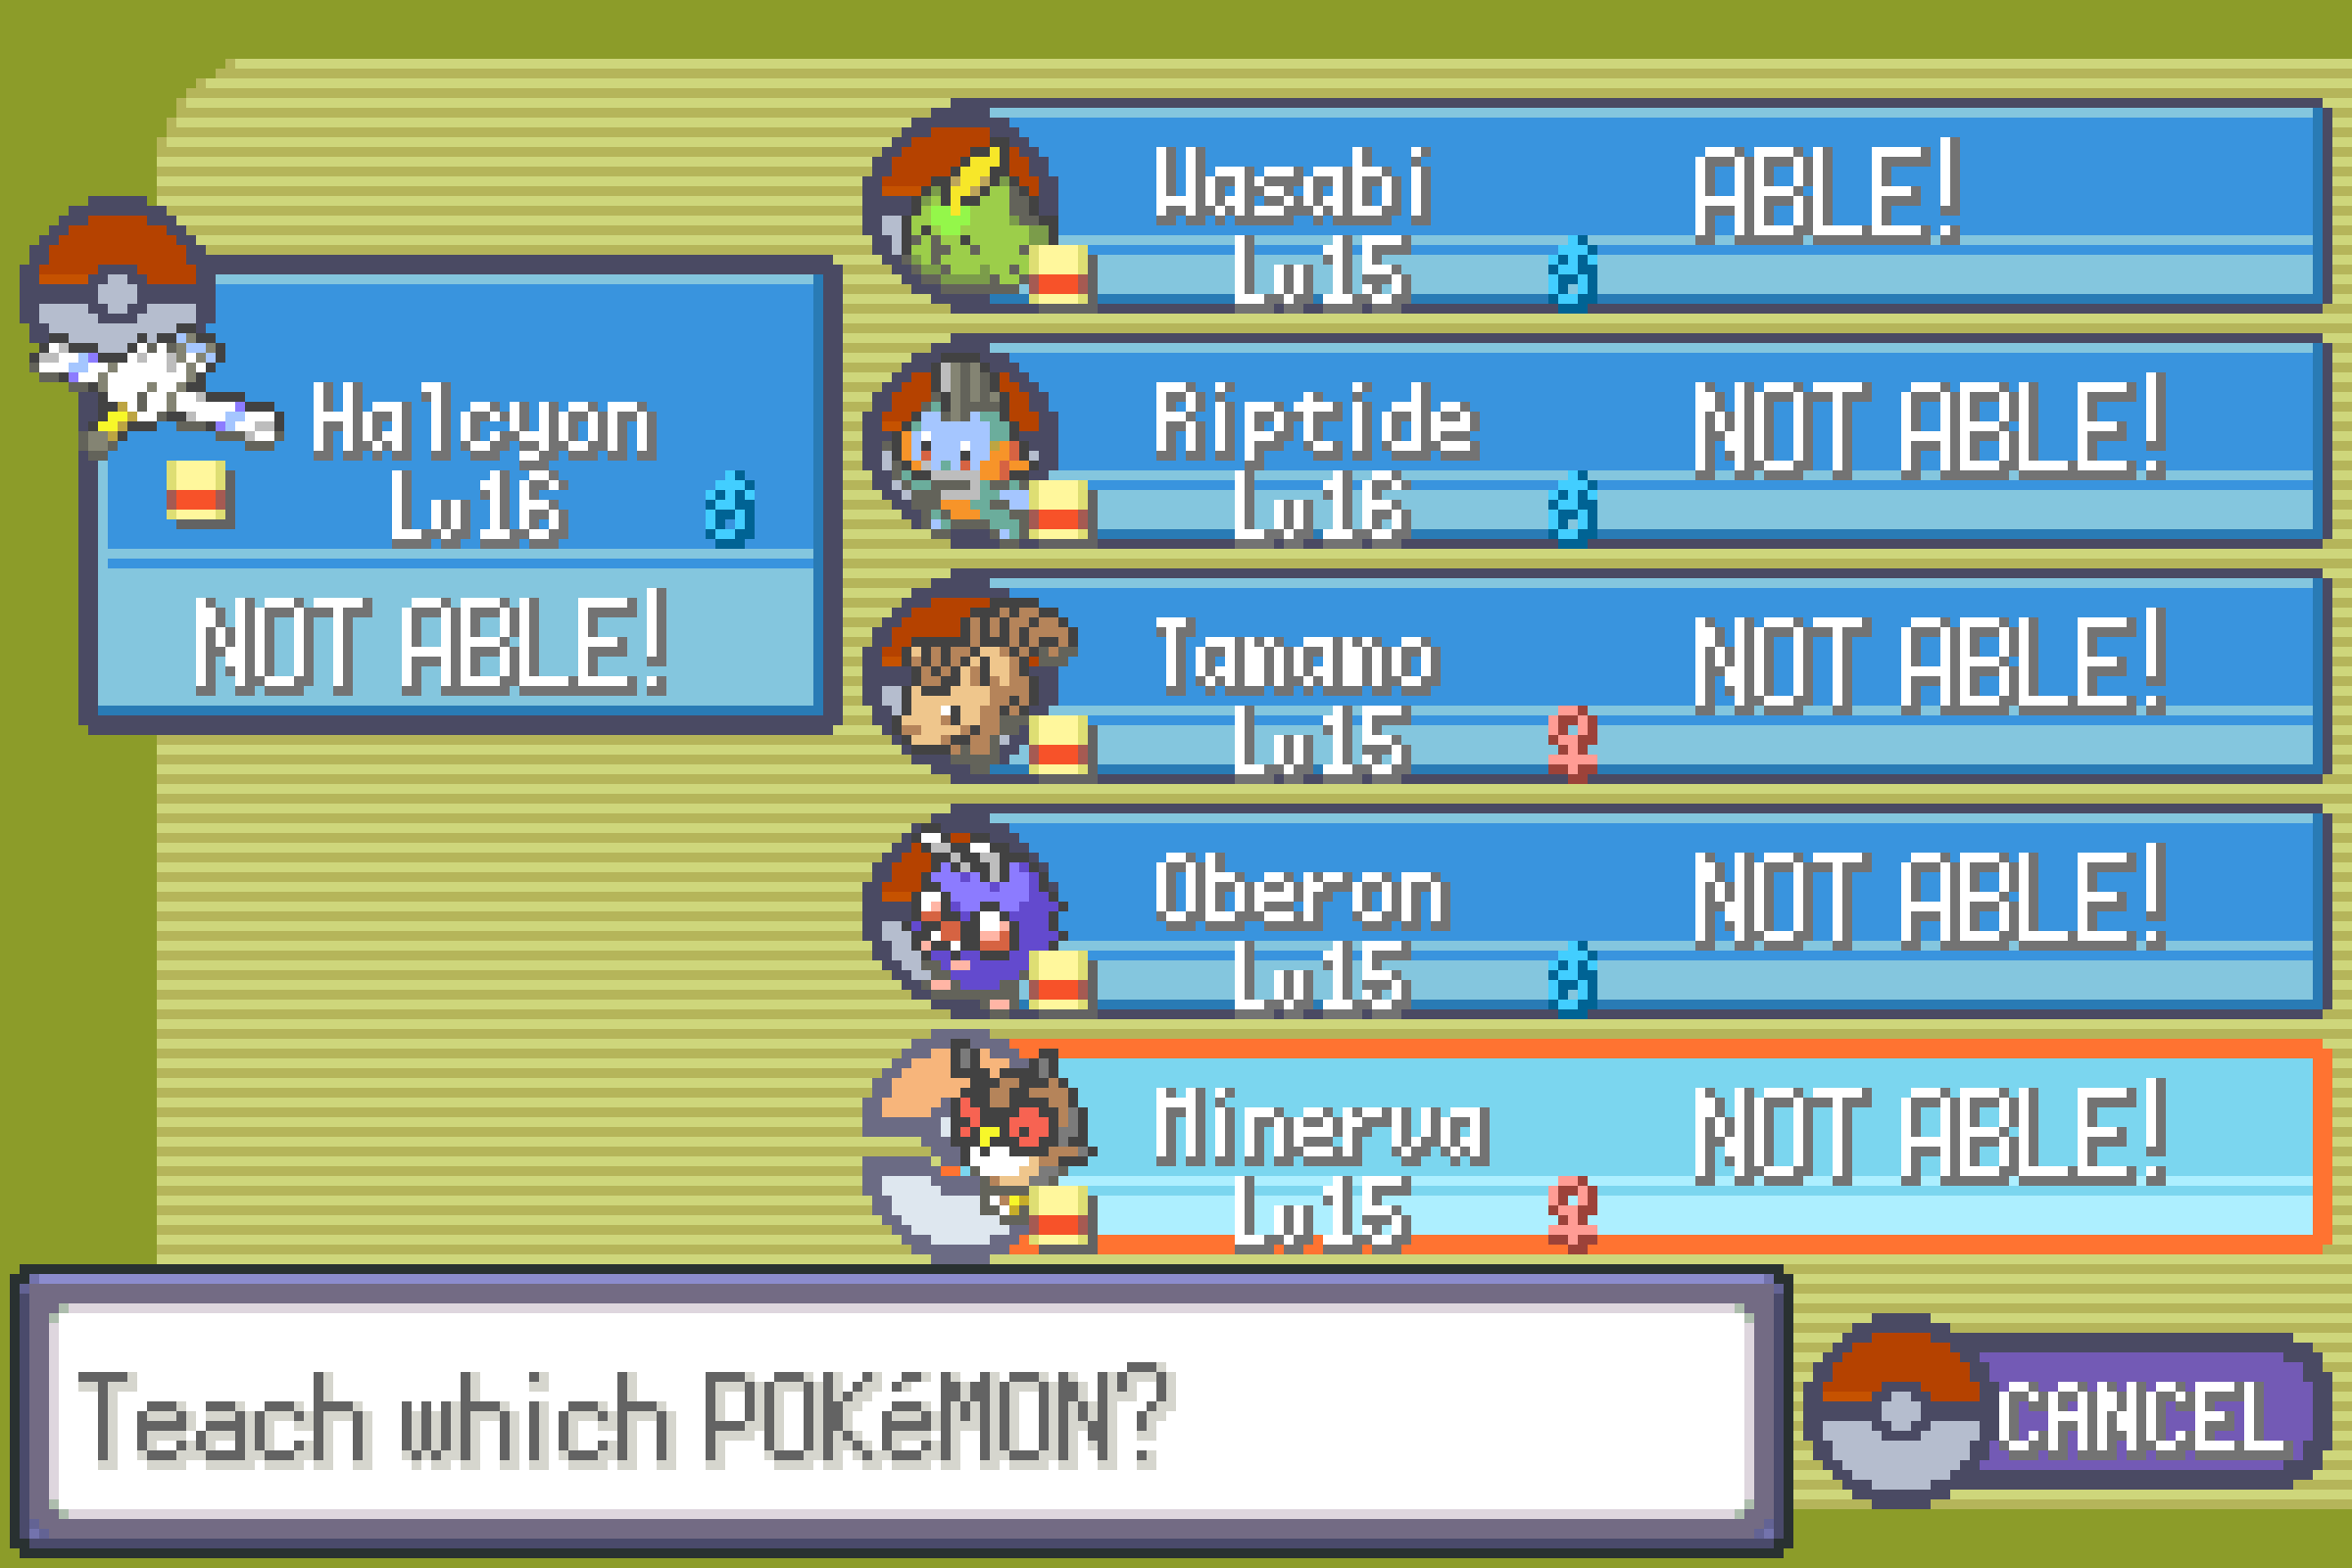 Halcyon
Lv16 ♂
NOT ABLE!
Wasabi ABLE!
Lv15 ♂
Riptide NOT ABLE!
Lv16 ♂
Tamamo NOT ABLE!
Lv15 ♀
Oberon NOT ABLE!
Lv15 ♂
Minerva NOT ABLE!
Lv15 ♀
Teach which POKéMON?
CANCEL